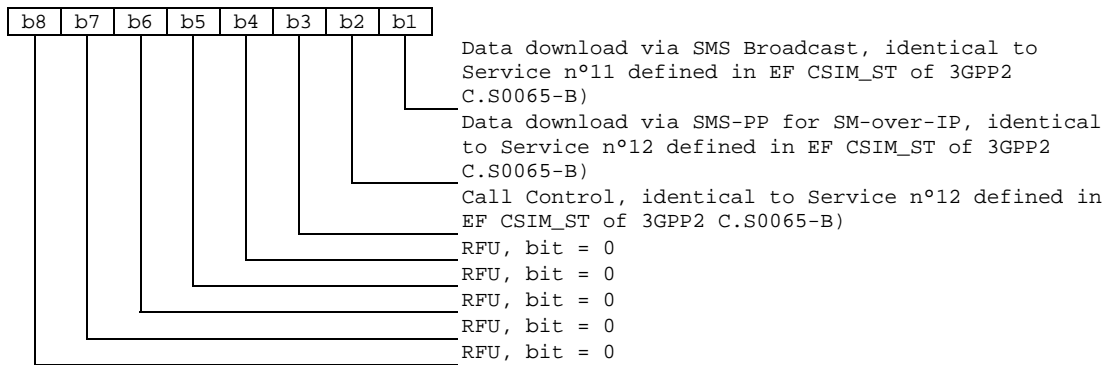 b8 b7 b6 b5 b4 b3 b2 b1
Data download via SMS Broadcast, identical to
Service nº11 defined in EF CSIM_ST of 3GPP2
C.S0065-B)
Data download via SMS-PP for SM-over-IP, identical
to Service nº12 defined in EF CSIM_ST of 3GPP2
C.S0065-B)
Call Control, identical to Service nº12 defined in
EF CSIM_ST of 3GPP2 C.S0065-B)
RFU, bit = 0
RFU, bit = 0
RFU, bit = 0
RFU, bit = 0
RFU, bit = 0